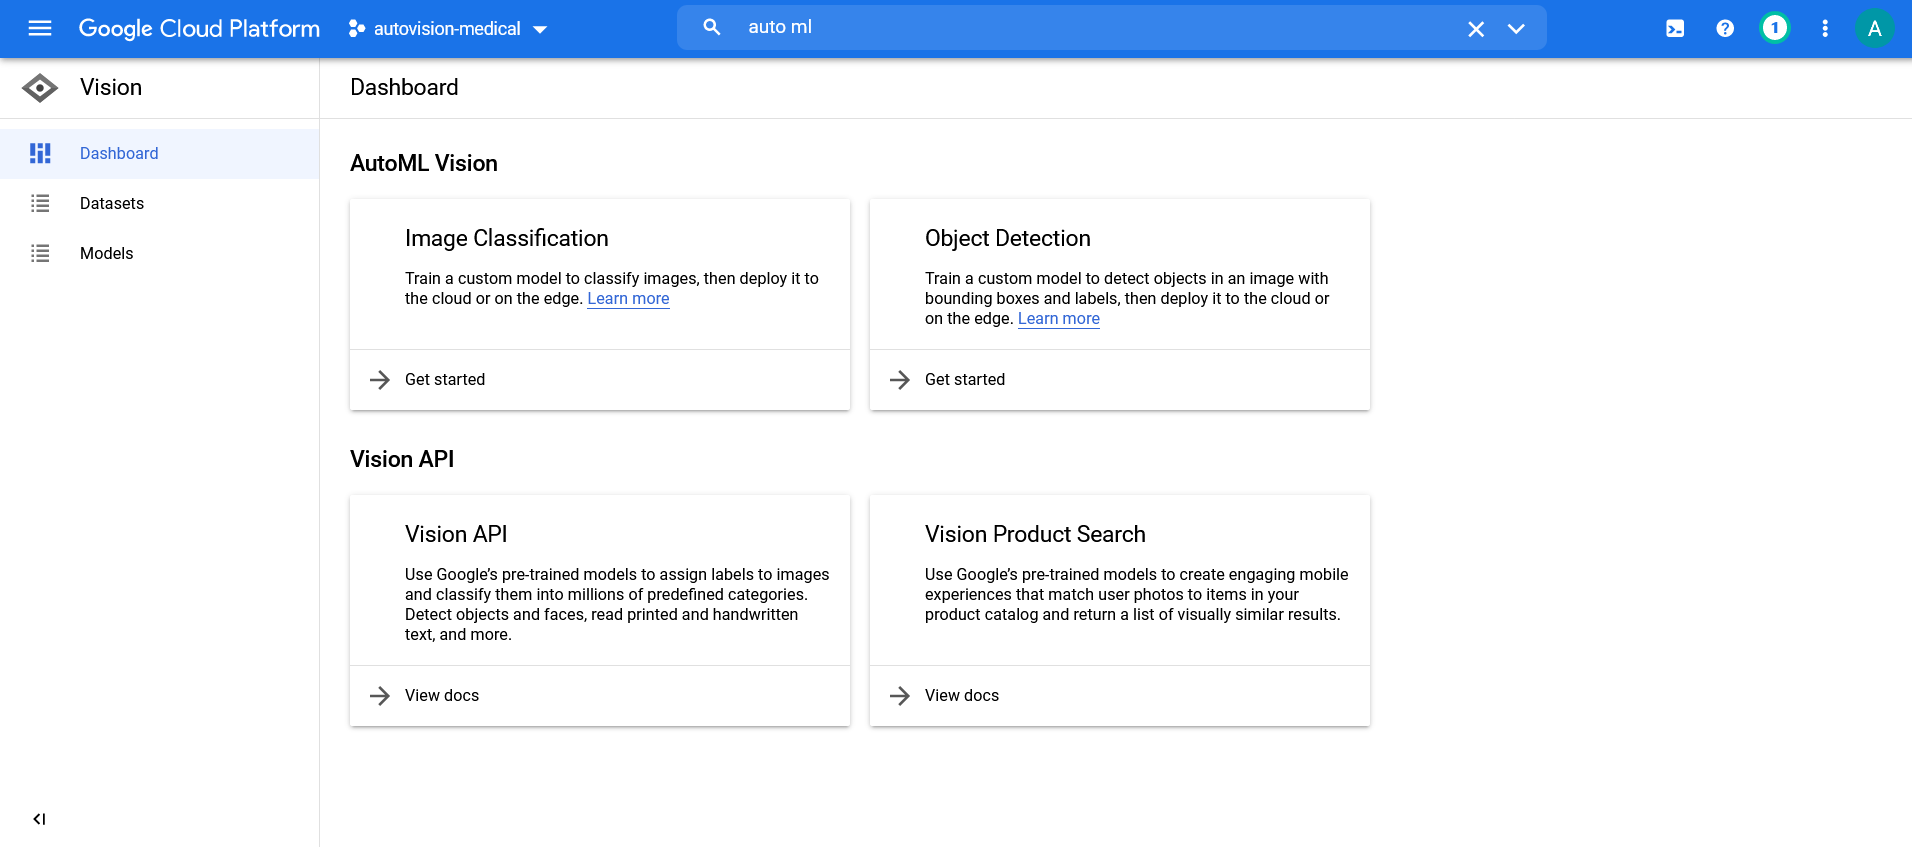 Google Cloud Platform
autovision-medical
auto ml
1
A
Vision
Dashboard
Dashboard
Datasets
Models
AutoML Vision
Image Classification
Train a custom model to classify images, then deploy it to
the cloud or on the edge. Learn more
Get started
Object Detection
Train a custom model to detect objects in an image with
bounding boxes and labels, then deploy it to the cloud or
on the edge. Learn more
Get started
Vision API
Vision API
Use Google’s pre-trained models to assign labels to images
and classify them into millions of predefined categories.
Detect objects and faces, read printed and handwritten
text, and more.
View docs
Vision Product Search
Use Google’s pre-trained models to create engaging mobile
experiences that match user photos to items in your
product catalog and return a list of visually similar results.
View docs